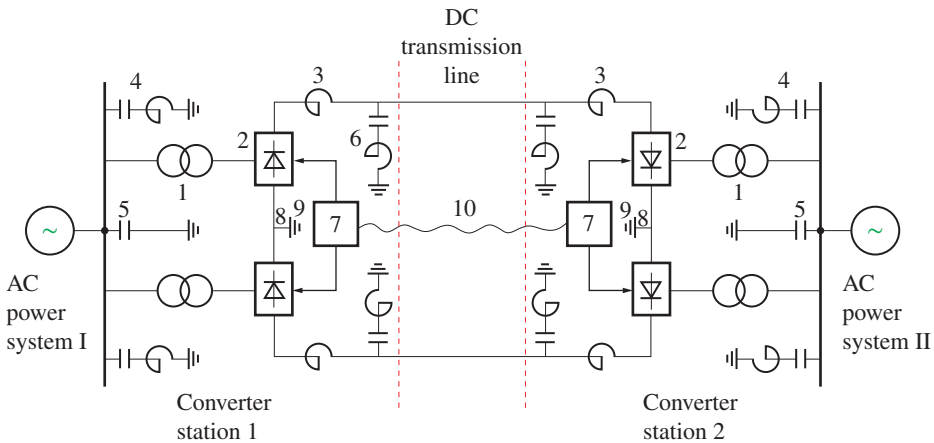 DC
transmission
line
4
3
3
4
2
6
2
1
1
5
8
9
7
10
7
9
8
5
~
~
AC
power
system I
AC
power
system II
Converter
station 1
Converter
station 2